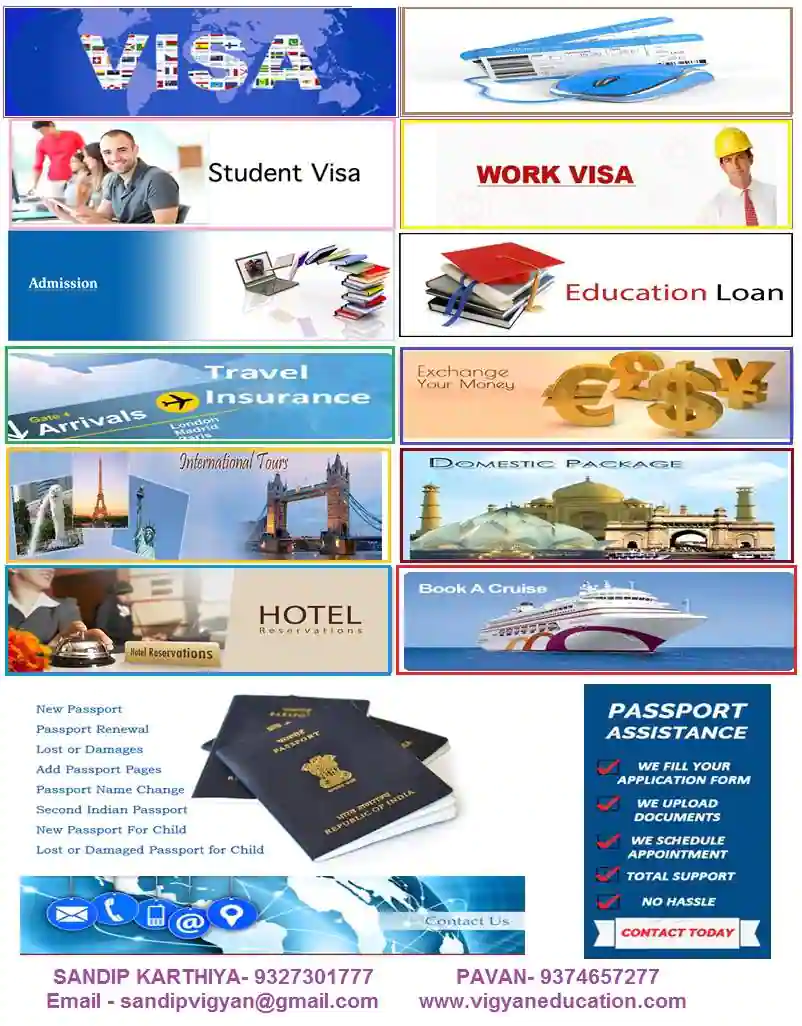 VISA
Student Visa
WORK VISA
Admission
Education Loan
Travel
Insurance
Gate 4
Arrivals
London
Madrid
Paris
Exchange
Your Money
International Tours
DOMESTIC PACKAGE
HOTEL
Reservations
Hotel Reservations
Book A Cruise
New Passport
Passport Renewal
Lost or Damages
Add Passport Pages
Passport Name Change
Second Indian Passport
New Passport For Child
Lost or Damaged Passport for Child
पासपोर्ट
PASSPORT
भारत गणराज्य
REPUBLIC OF INDIA
PASSPORT
ASSISTANCE
WE FILL YOUR
APPLICATION FORM
WE UPLOAD
DOCUMENTS
WE SCHEDULE
APPOINTMENT
TOTAL SUPPORT
NO HASSLE
CONTACT TODAY
Contact Us
SANDIP KARTHIYA- 9327301777
PAVAN- 9374657277
Email - sandipvigyan@gmail.com
www.vigyaneducation.com